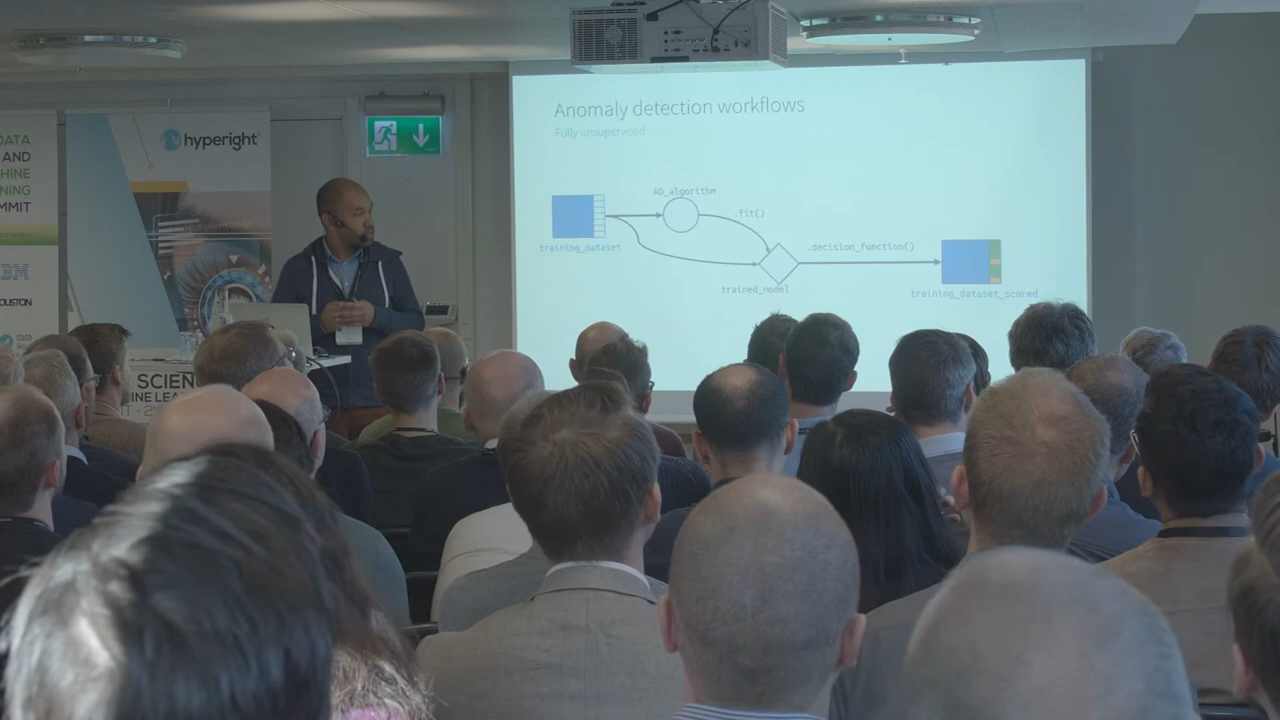 DATA
AND
HINE
NING
MMIT
IBM
OUSTON
data
hyperight
SCIEN
INE LEA
Anomaly detection workflows
Fully unsupervised
AD_algorithm
.fit()
training_dataset
.decision_function()
trained_model
training_dataset_scored